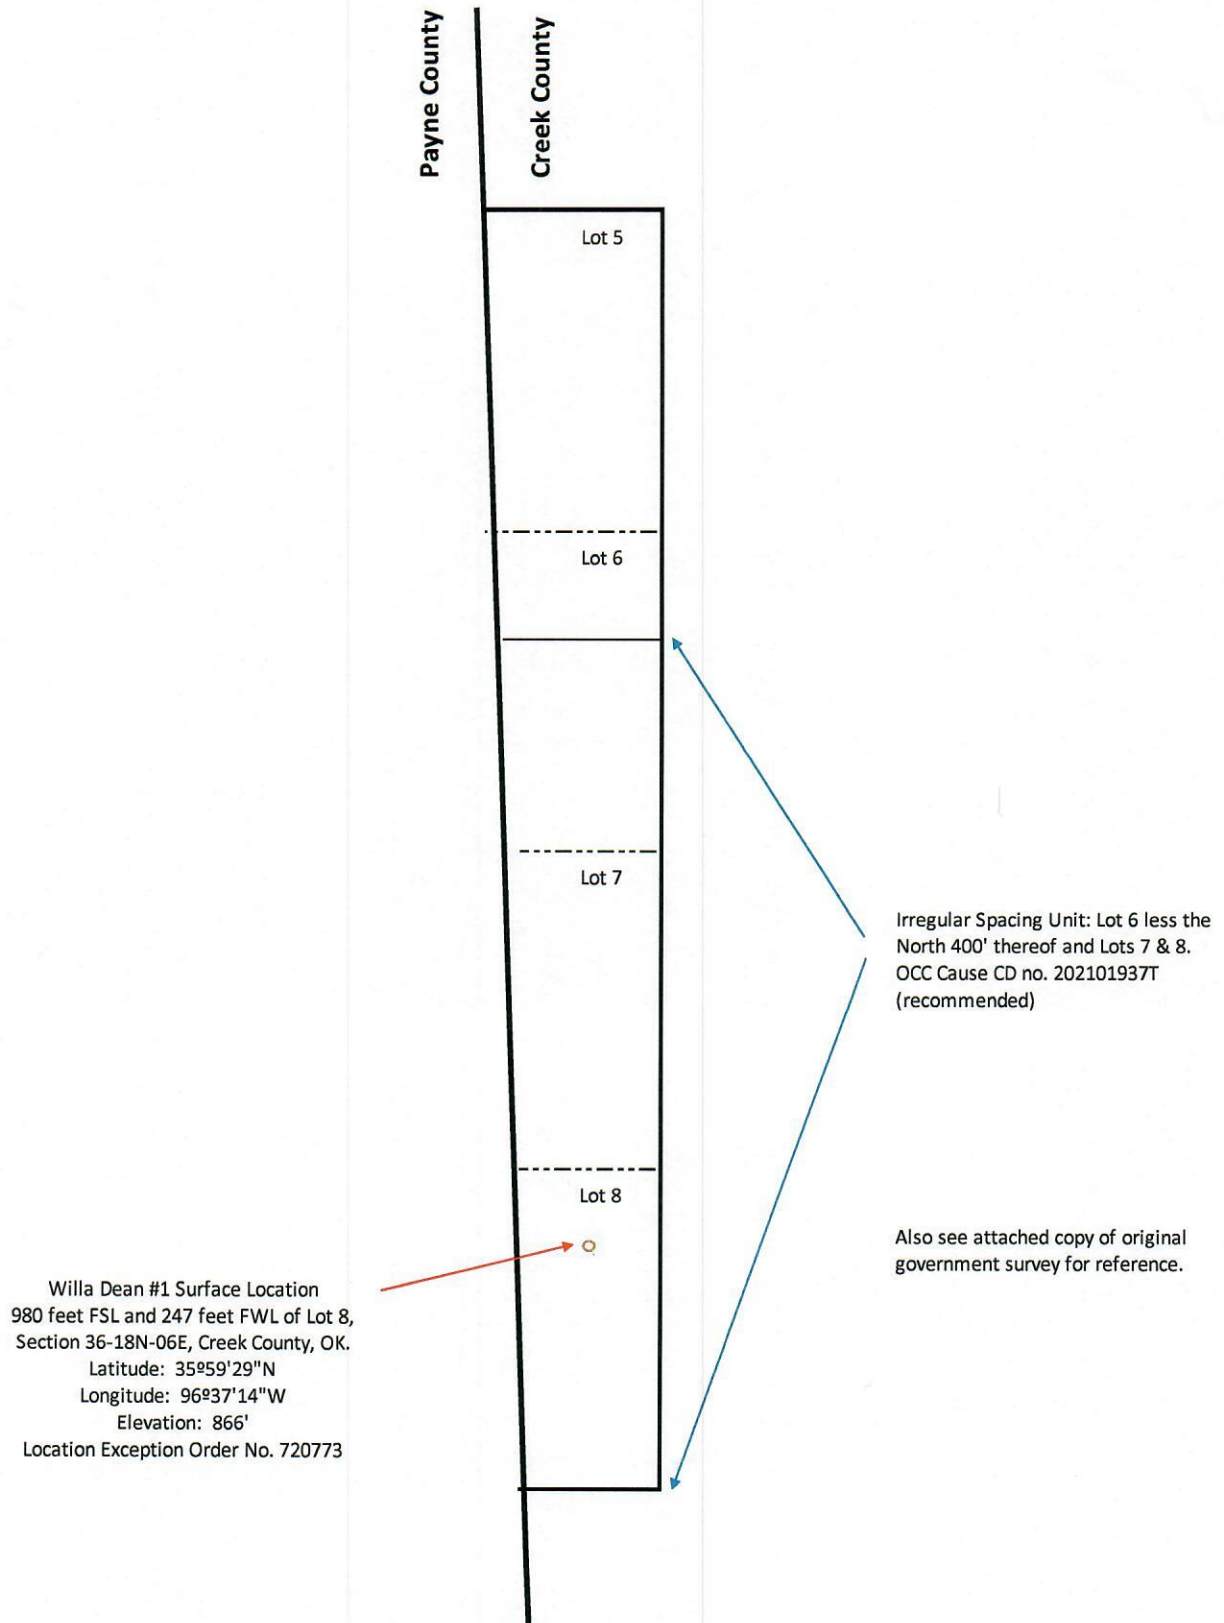 Payne County
Creek County
Lot 5
Lot 6
Lot 7
Irregular Spacing Unit: Lot 6 less the
North 400' thereof and Lots 7 & 8.
OCC Cause CD no. 202101937T
(recommended)
Lot 8
Also see attached copy of original
government survey for reference.
Willa Dean #1 Surface Location
980 feet FSL and 247 feet FWL of Lot 8,
Section 36-18N-06E, Creek County, OK.
Latitude: 35º59'29"N
Longitude: 96º37'14"W
Elevation: 866'
Location Exception Order No. 720773